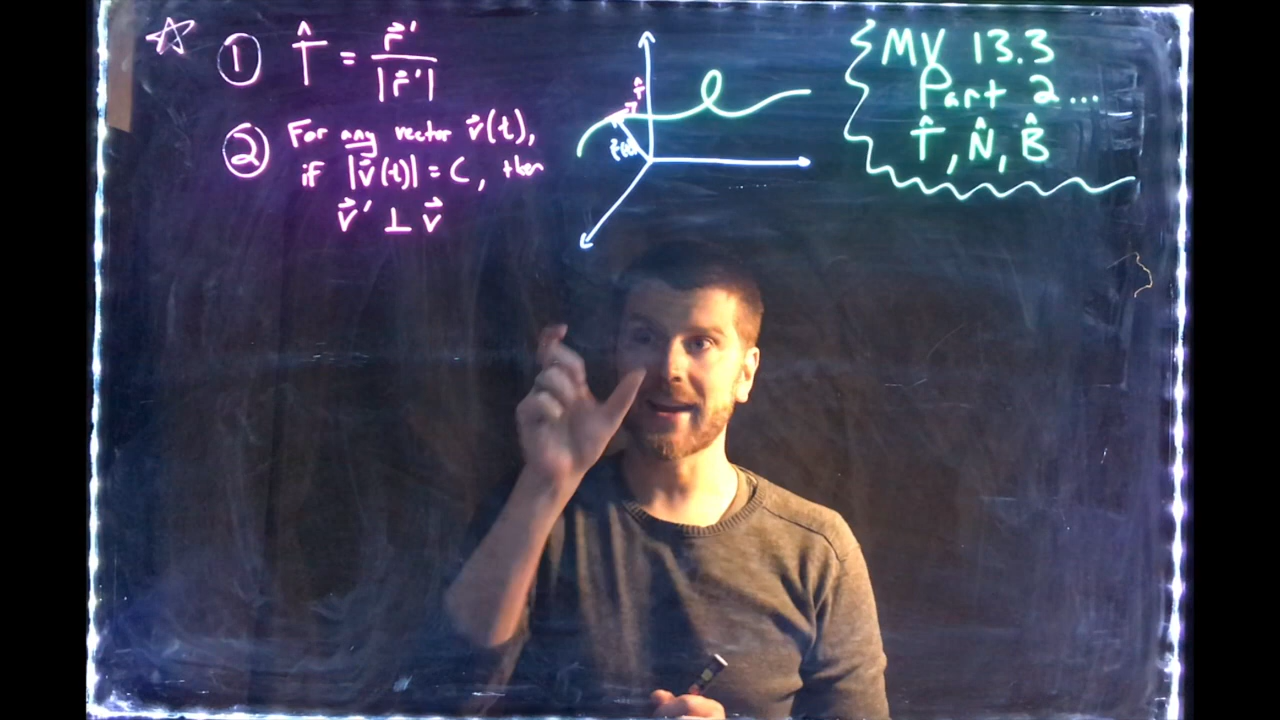 ① T̂ = r⃗' / |r⃗'|
② For any vector v⃗(t),
if |v⃗(t)| = C, then
v⃗' ⊥ v⃗
T̂
r⃗(t)
MV 13.3
Part 2...
T̂, N̂, B̂